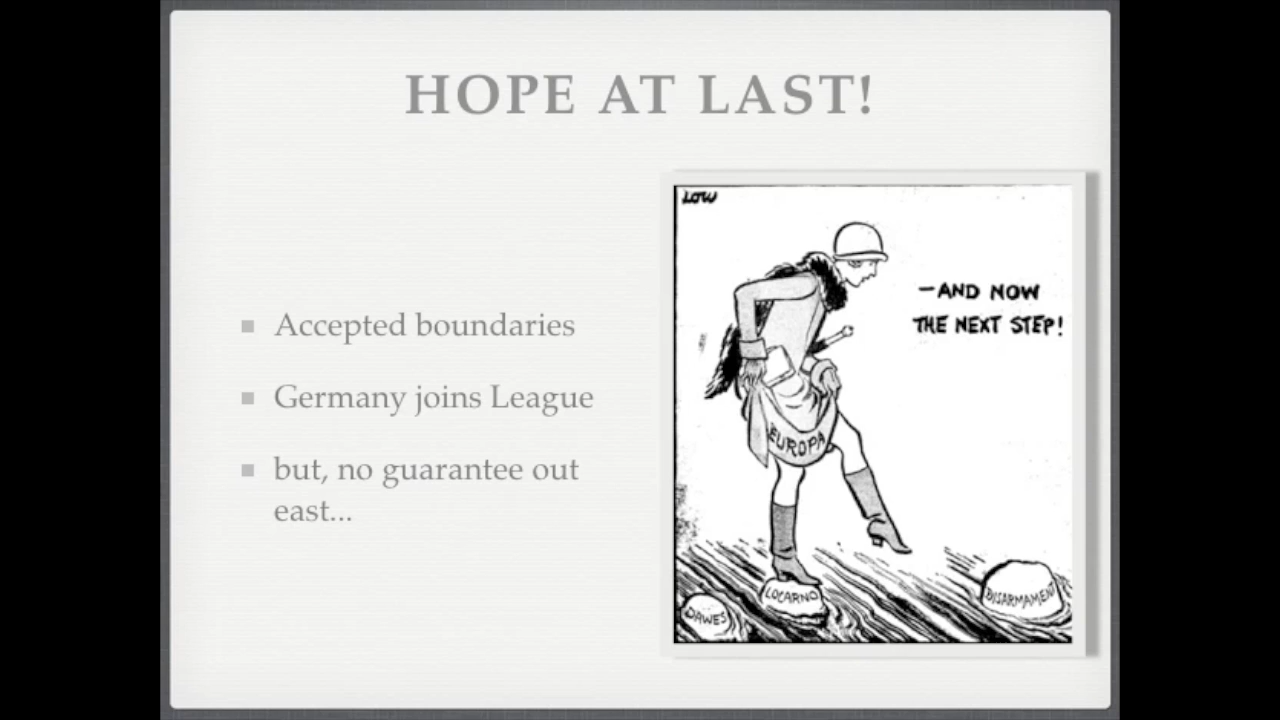 HOPE AT LAST!
Accepted boundaries
Germany joins League
but, no guarantee out
east...
LOW
—AND NOW
THE NEXT STEP!
EUROPA
LOCARNO
DISARMAMENT
DAWES